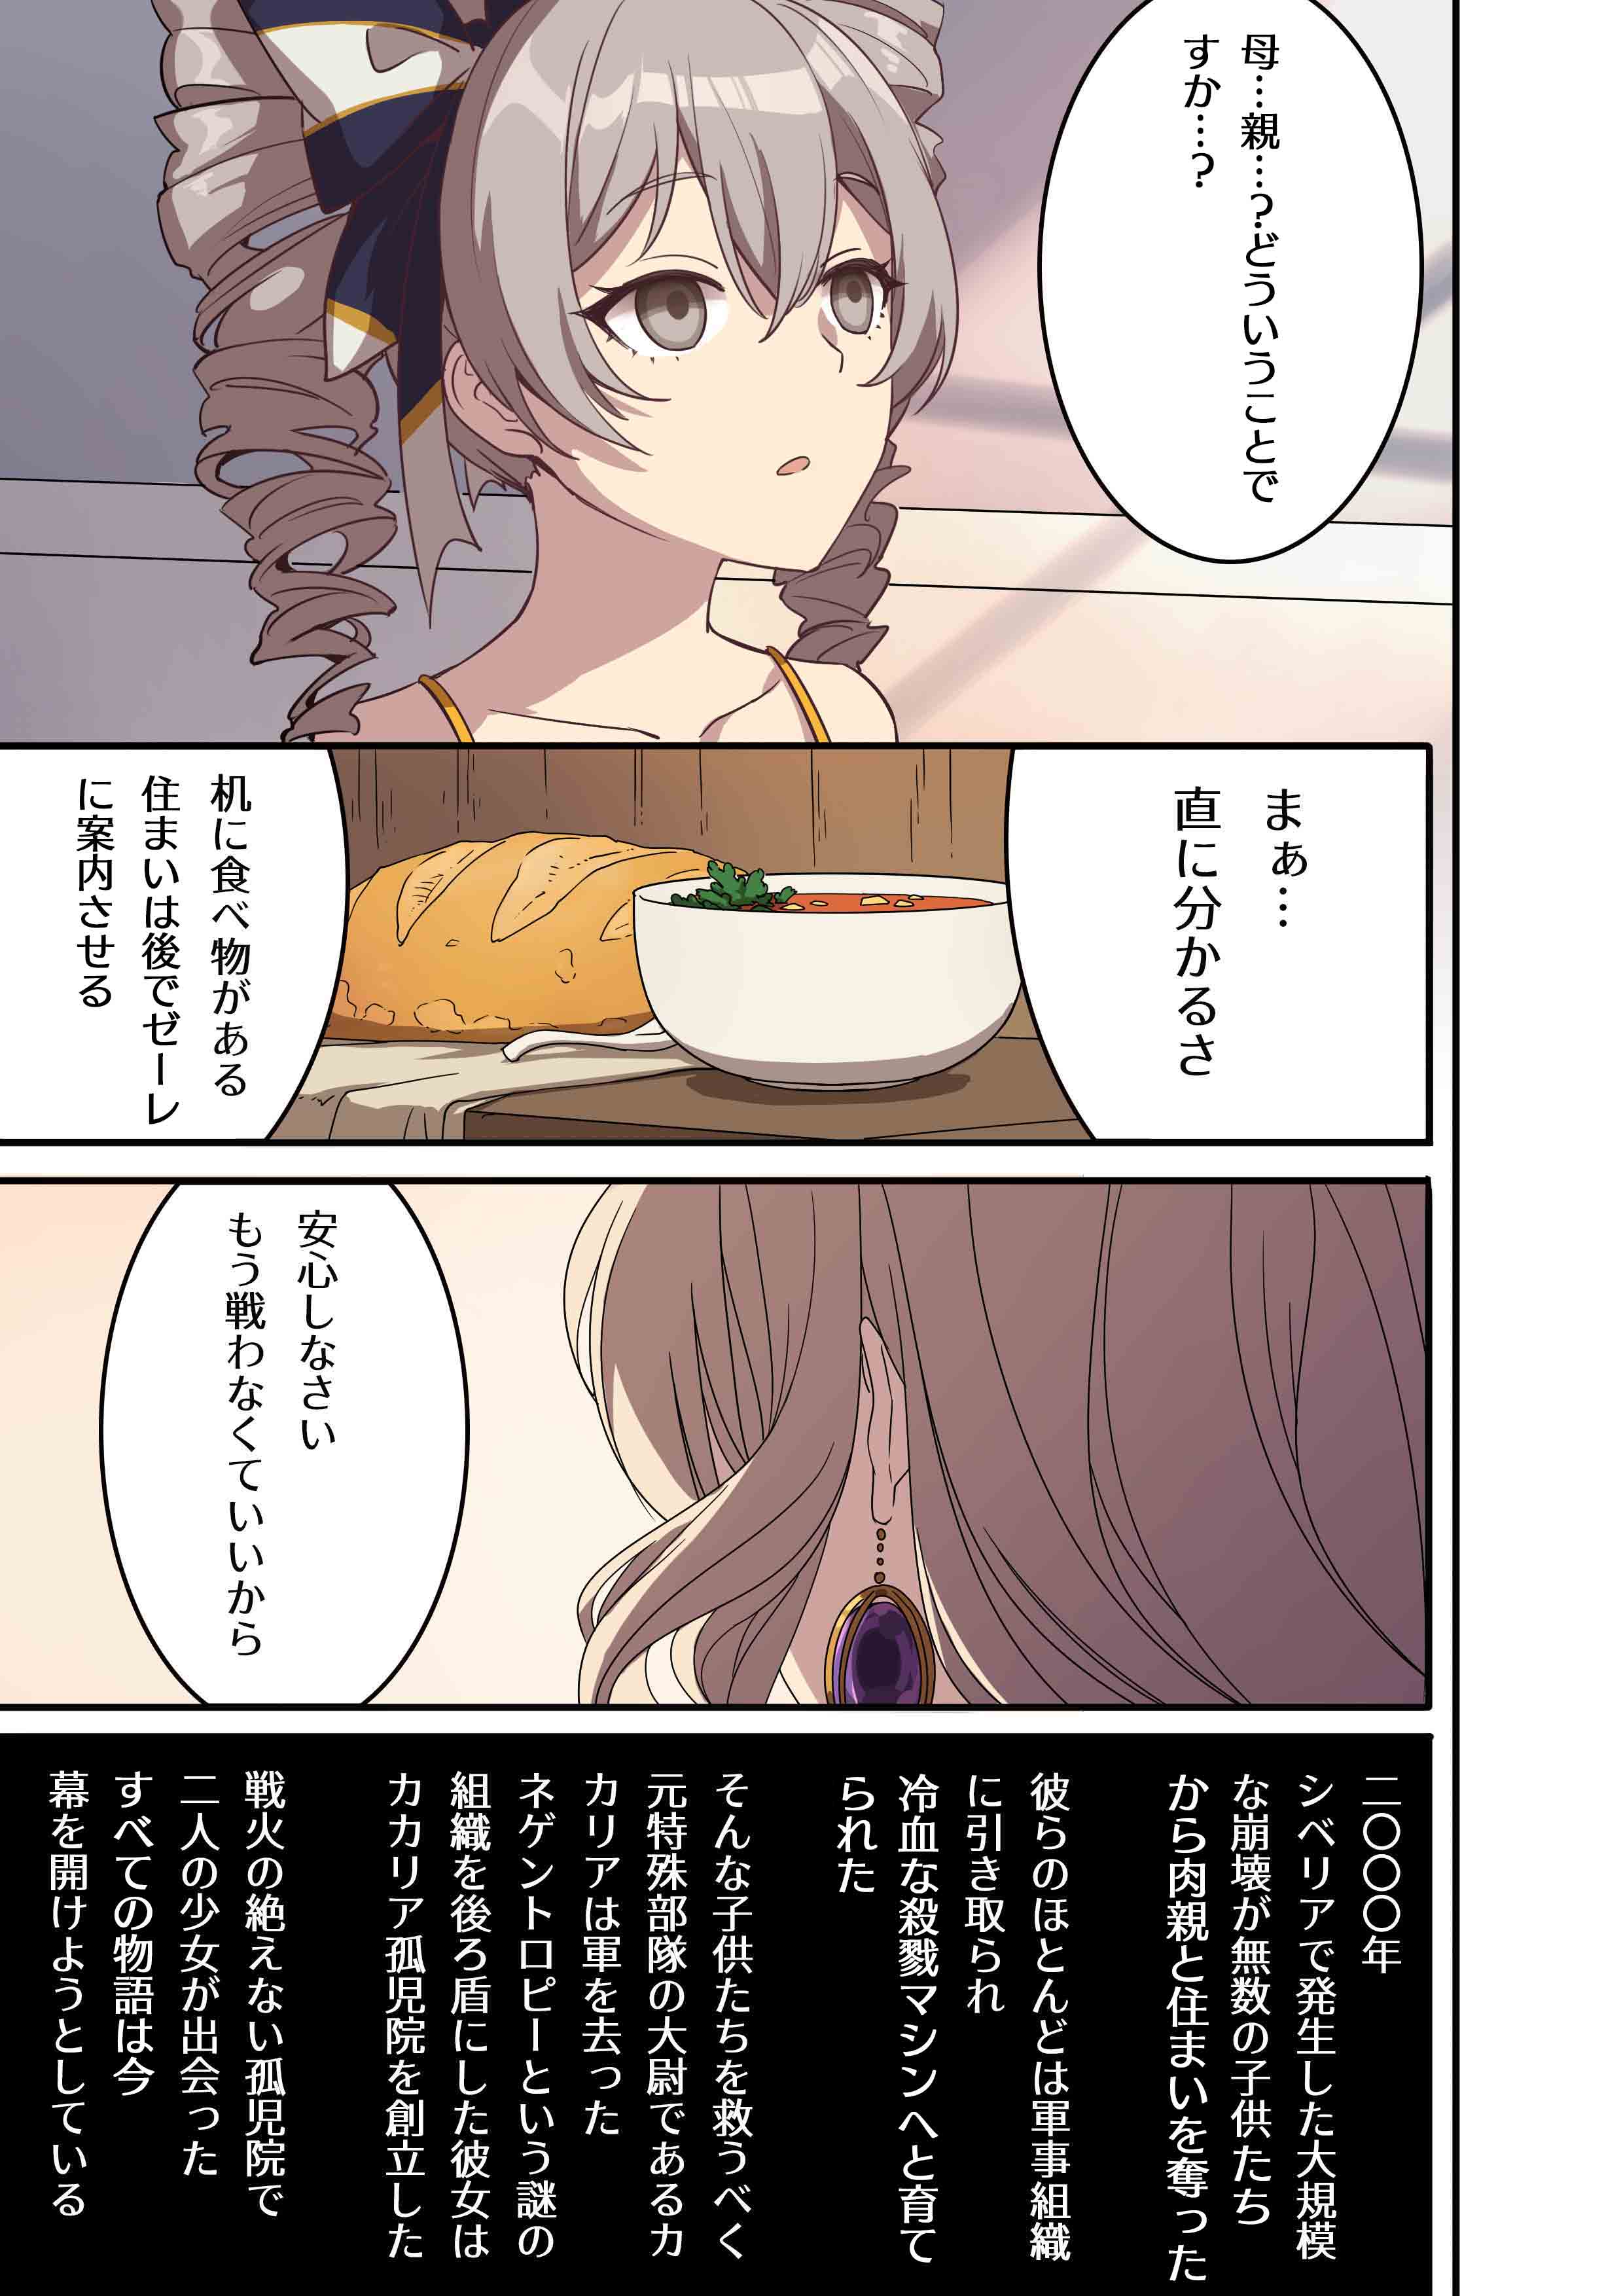 母…親…？どういうことで
すか…？
まぁ…
直に分かるさ
机に食べ物がある
住まいは後でゼーレ
に案内させる
安心しなさい
もう戦わなくていいから
二〇〇〇年
シベリアで発生した大規模
な崩壊が無数の子供たち
から肉親と住まいを奪った
彼らのほとんどは軍事組織
に引き取られ
冷血な殺戮マシンへと育て
られた
そんな子供たちを救うべく
元特殊部隊の大尉であるカ
カリアは軍を去った
ネゲントロピーという謎の
組織を後ろ盾にした彼女は
カカリア孤児院を創立した
戦火の絶えない孤児院で
二人の少女が出会った
すべての物語は今
幕を開けようとしている